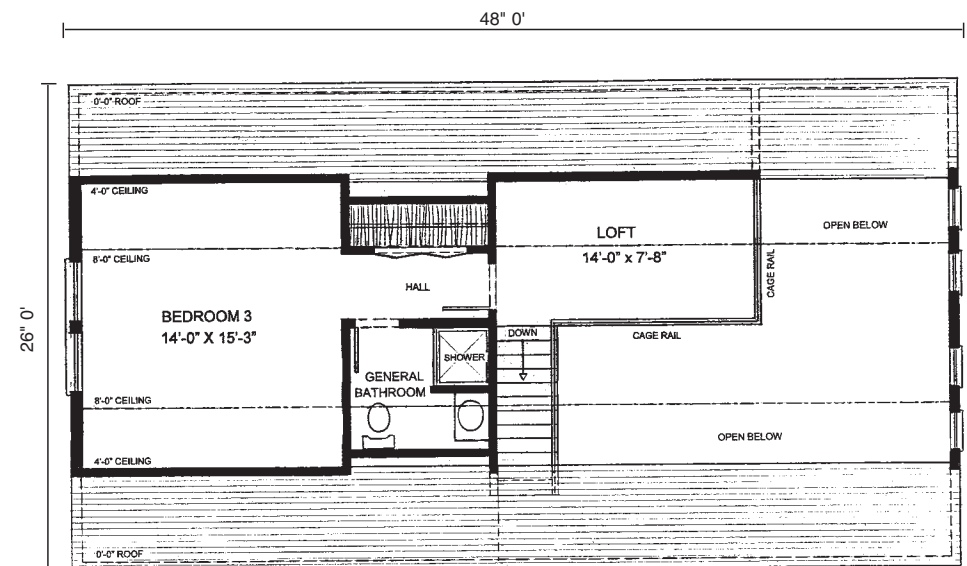 48" 0'
0'-0" ROOF
4'-0" CEILING
OPEN BELOW
LOFT
14'-0" x 7'-8"
8'-0" CEILING
CAGE RAIL
HALL
26" 0'
BEDROOM 3
14'-0" X 15'-3"
DOWN
CAGE RAIL
SHOWER
GENERAL
BATHROOM
8'-0" CEILING
OPEN BELOW
4'-0" CEILING
0'-0" ROOF